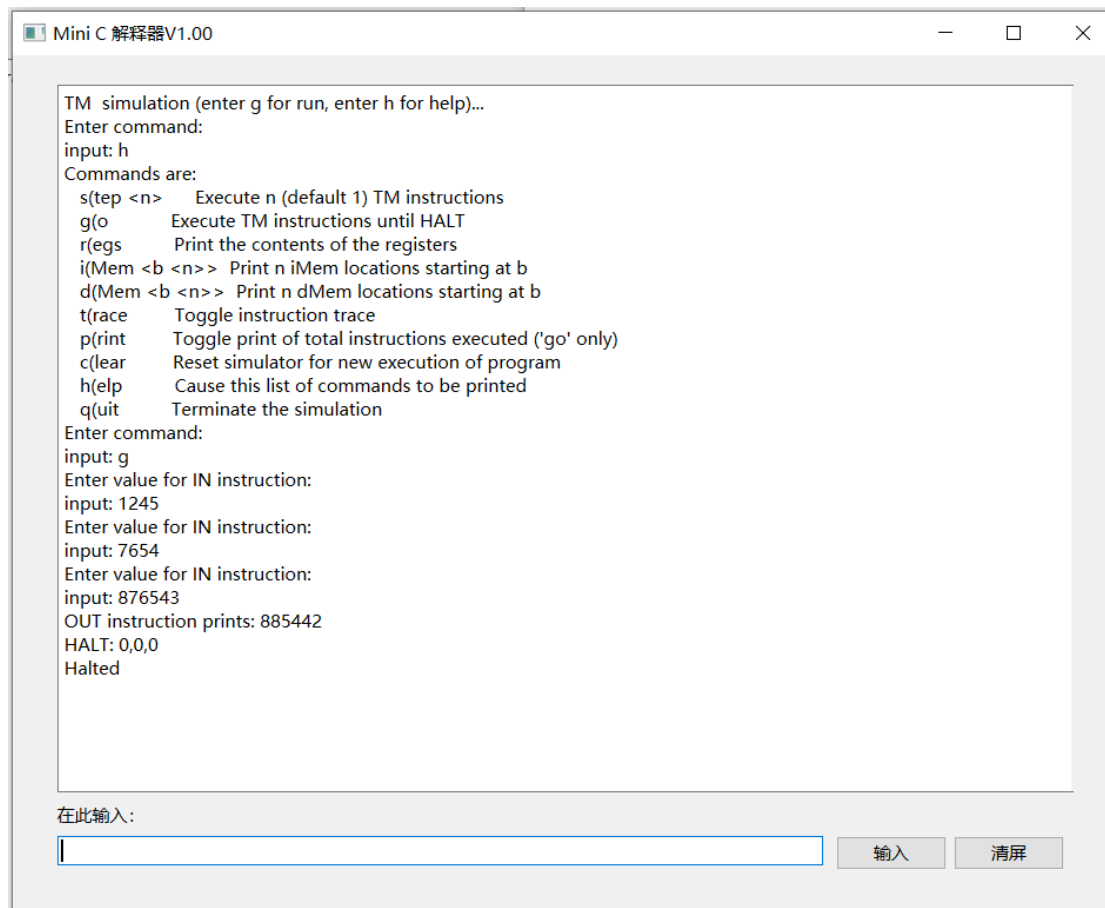 Mini C 解释器V1.00
TM  simulation (enter g for run, enter h for help)...
Enter command:
input: h
Commands are:
   s(tep <n>      Execute n (default 1) TM instructions
   g(o            Execute TM instructions until HALT
   r(egs          Print the contents of the registers
   i(Mem <b <n>>  Print n iMem locations starting at b
   d(Mem <b <n>>  Print n dMem locations starting at b
   t(race         Toggle instruction trace
   p(rint         Toggle print of total instructions executed ('go' only)
   c(lear         Reset simulator for new execution of program
   h(elp          Cause this list of commands to be printed
   q(uit          Terminate the simulation
Enter command:
input: g
Enter value for IN instruction:
input: 1245
Enter value for IN instruction:
input: 7654
Enter value for IN instruction:
input: 876543
OUT instruction prints: 885442
HALT: 0,0,0
Halted
在此输入：
输入 清屏